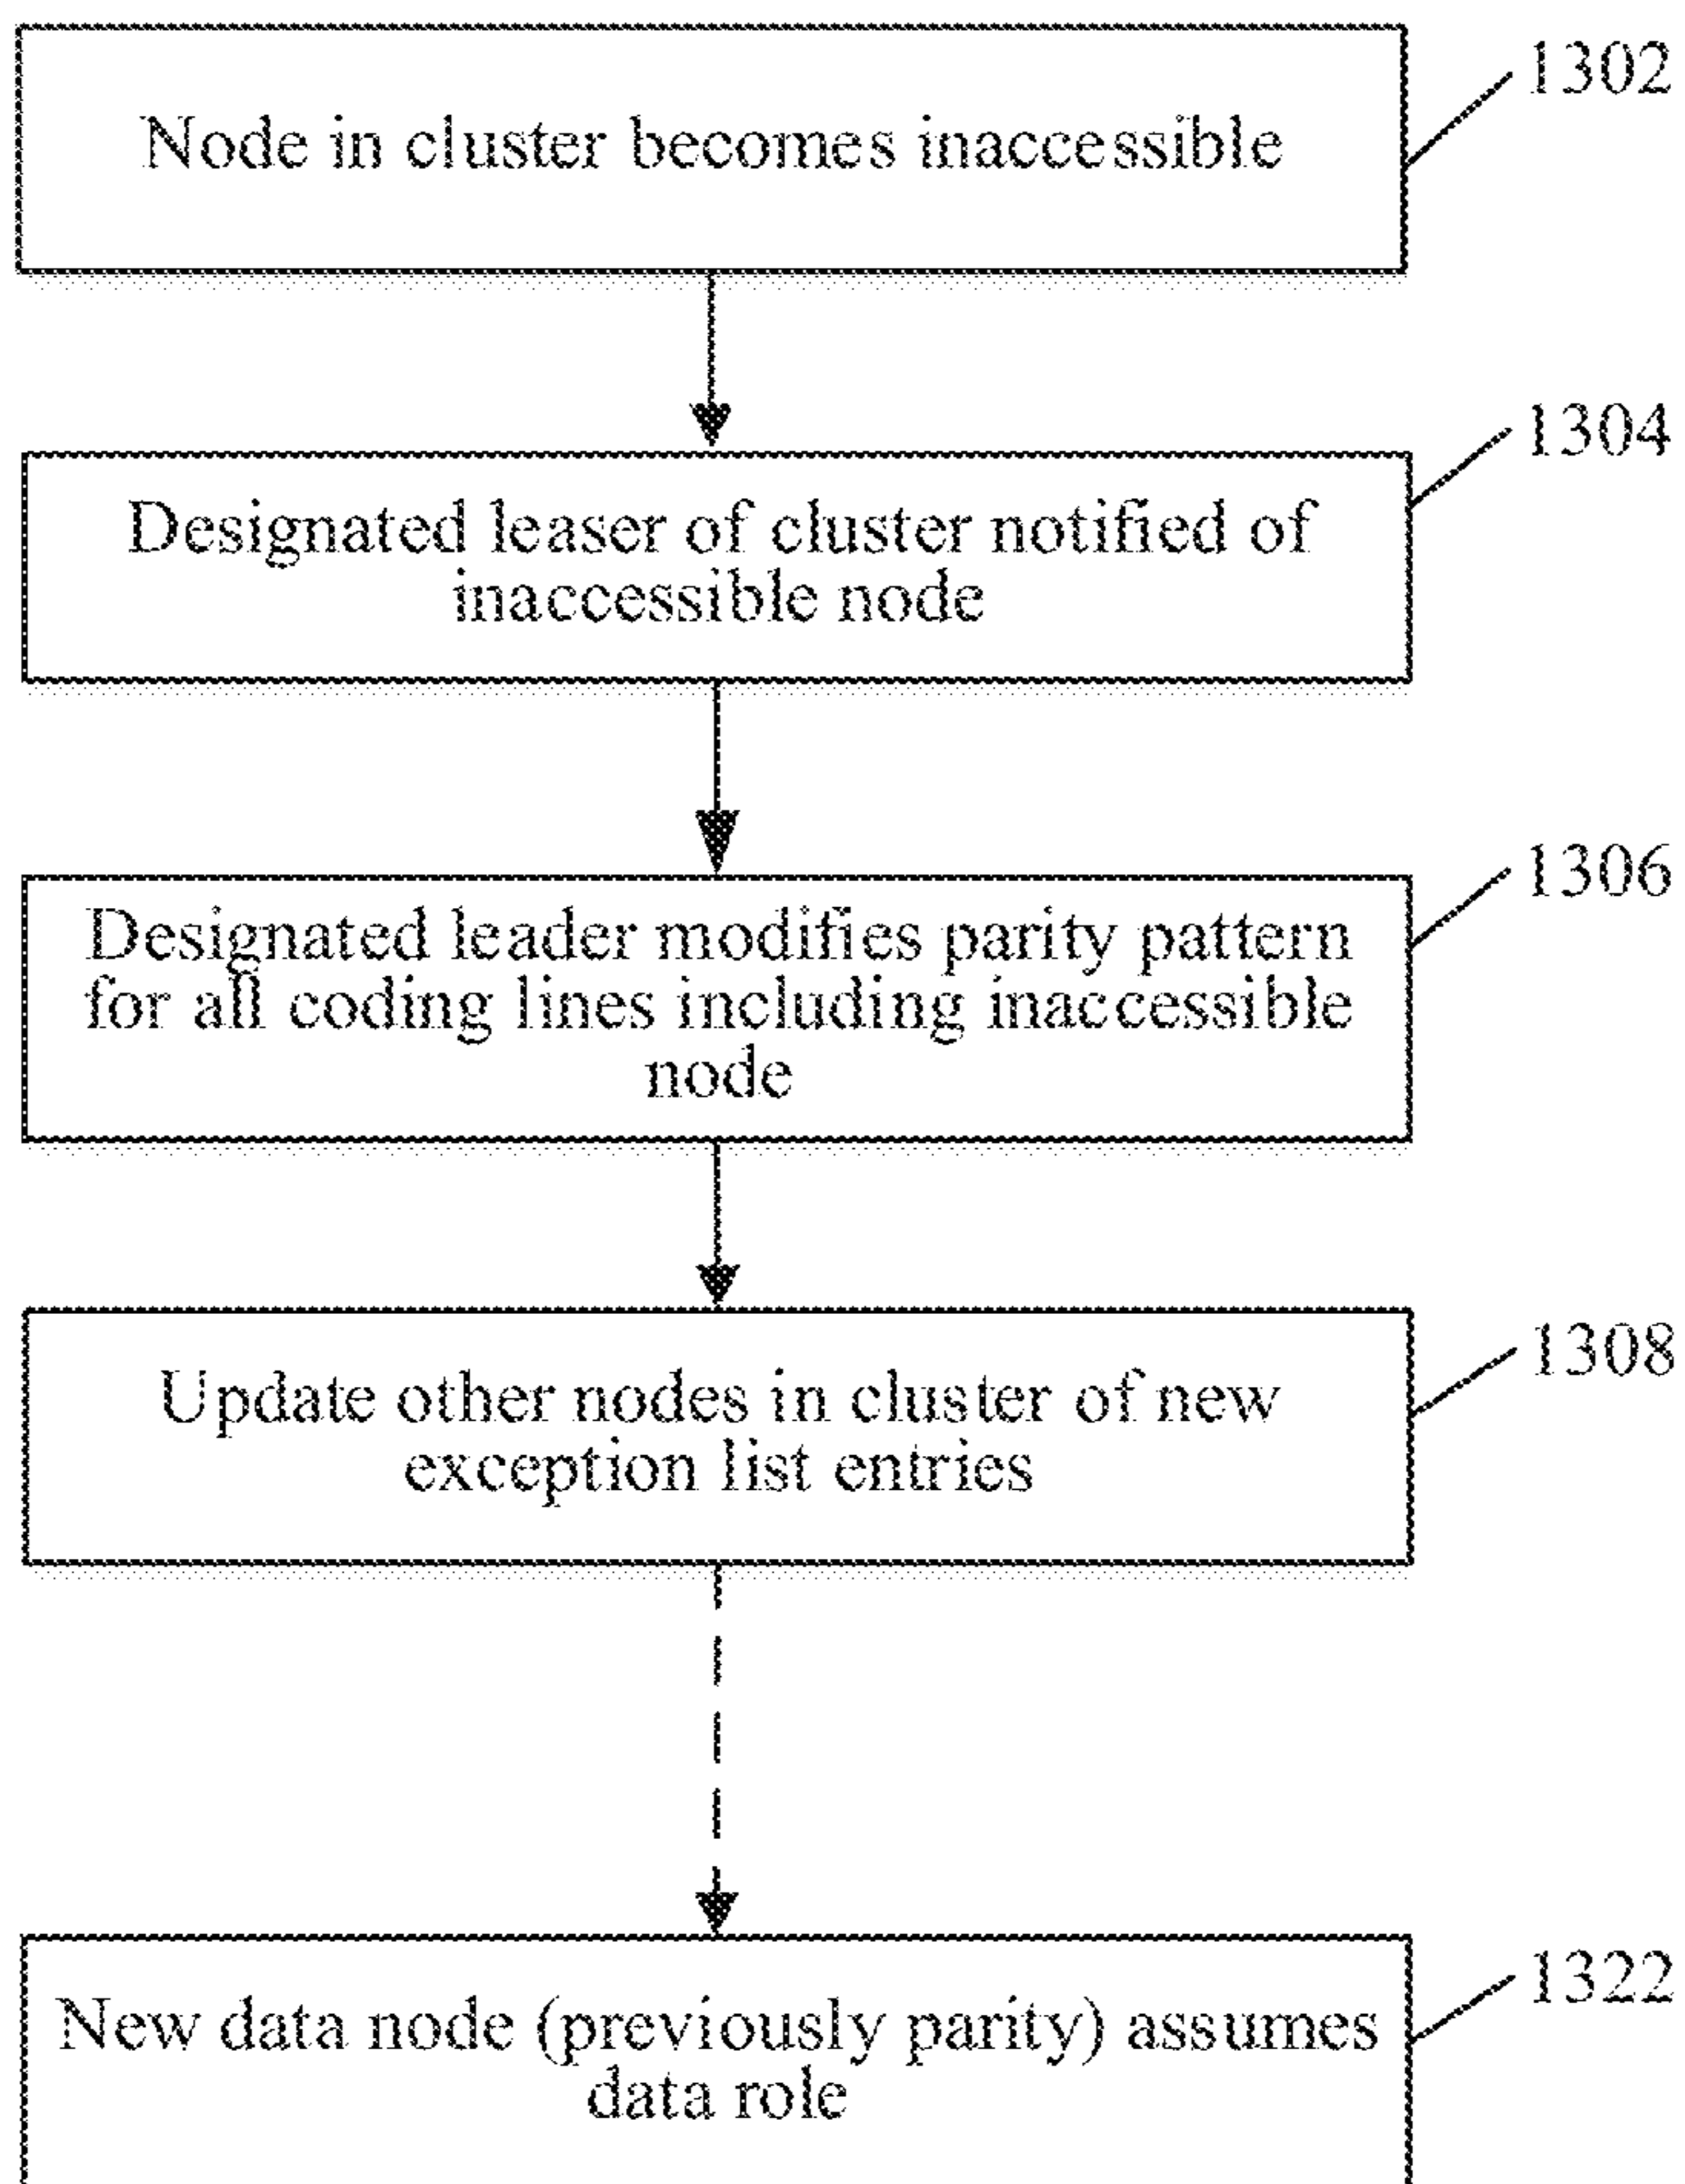 Node in cluster becomes inaccessible
1302
Designated leaser of cluster notified of
inaccessible node
1304
Designated leader modifies parity pattern
for all coding lines including inaccessible
node
1306
Update other nodes in cluster of new
exception list entries
1308
New data node (previously parity) assumes
data role
1322